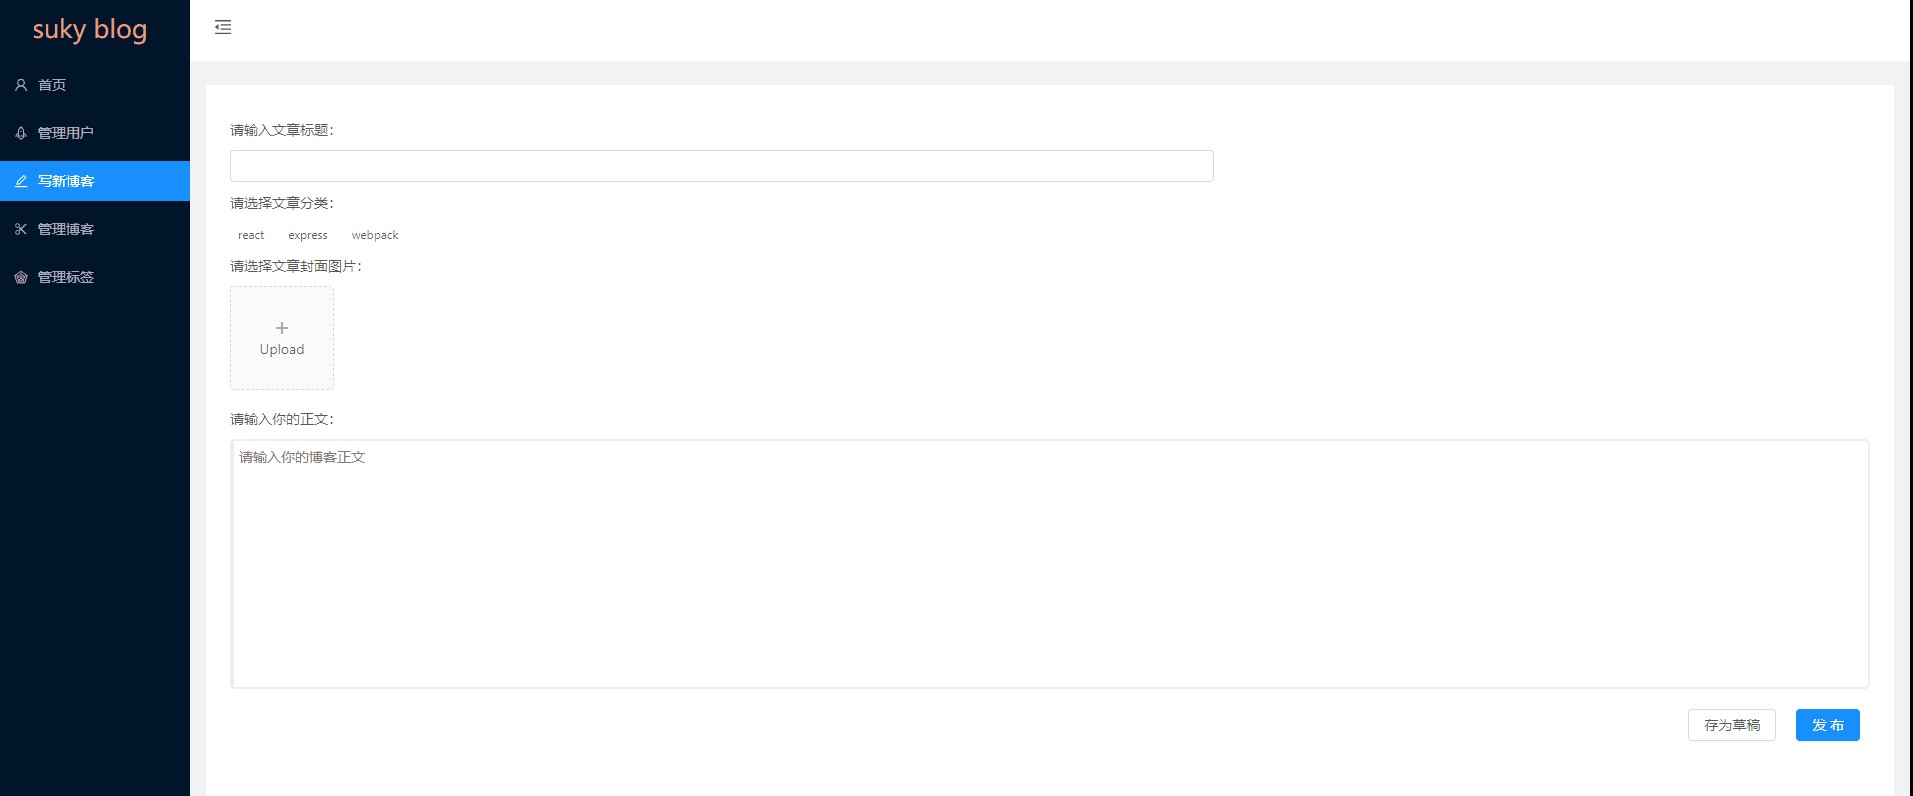 suky blog
首页
管理用户
写新博客
管理博客
管理标签
请输入文章标题：
请选择文章分类：
react express webpack
请选择文章封面图片：
Upload
请输入你的正文：
请输入你的博客正文
存为草稿 发 布